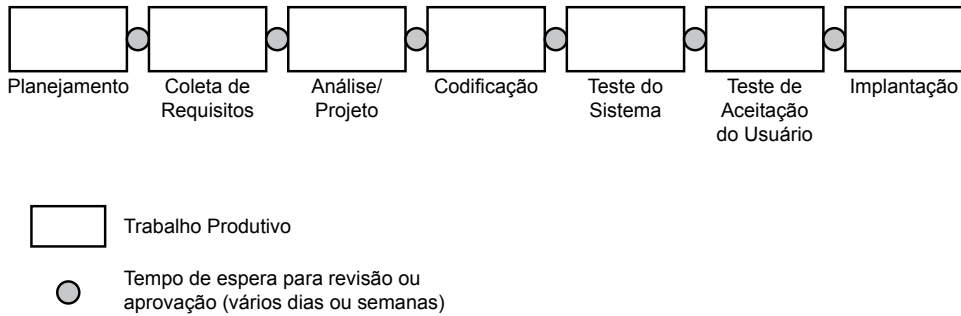 Planejamento
Coleta de
Requisitos
Análise/
Projeto
Codificação
Teste do
Sistema
Teste de
Aceitação
do Usuário
Implantação
Trabalho Produtivo
Tempo de espera para revisão ou
aprovação (vários dias ou semanas)